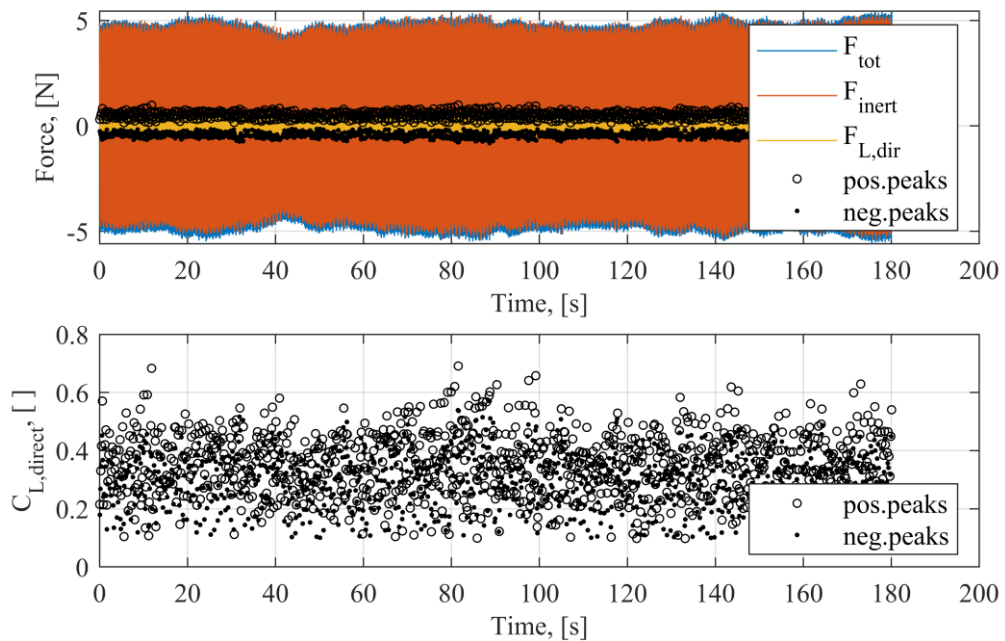 5
0
-5
Force, [N]
0 20 40 60 80 100 120 140 160 180 200
Time, [s]
F_tot
F_inert
F_L,dir
pos.peaks
neg.peaks
0.8
0.6
0.4
0.2
0
C_L,direct, [ ]
0 20 40 60 80 100 120 140 160 180 200
Time, [s]
pos.peaks
neg.peaks